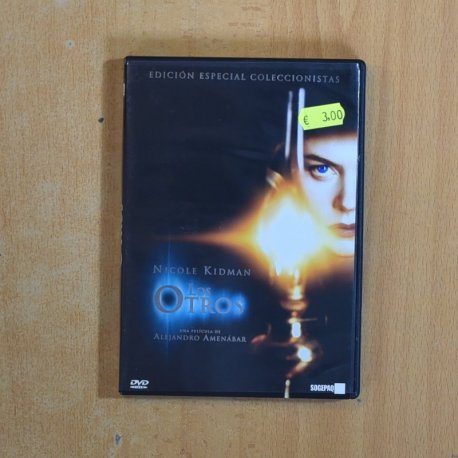 EDICIÓN ESPECIAL COLECCIONISTAS
€ 3.00
NICOLE KIDMAN
LOS
OTROS
UNA PELÍCULA DE
ALEJANDRO AMENÁBAR
DVD
SOGEPAQ